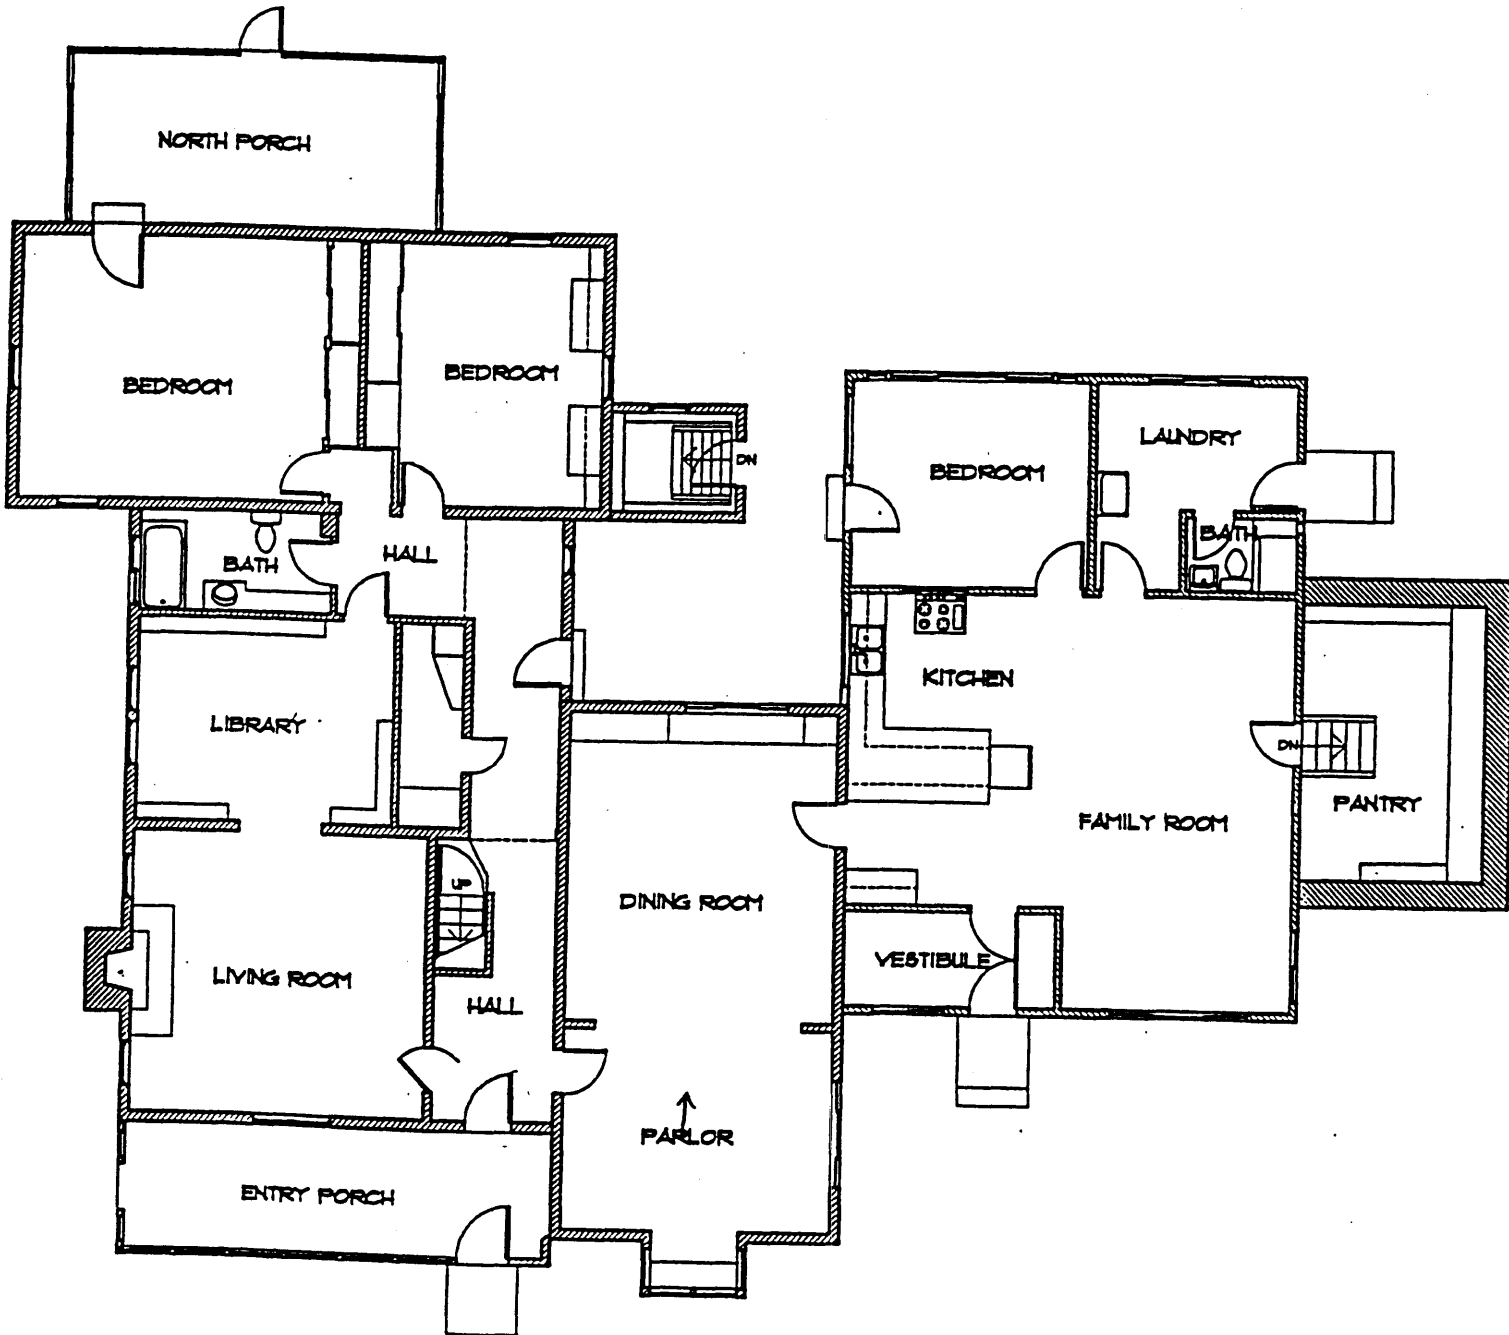 NORTH PORCH
BEDROOM
BEDROOM
DN
BEDROOM
LAUNDRY
BATH
HALL
BATH
KITCHEN
LIBRARY
DN
PANTRY
FAMILY ROOM
UP
DINING ROOM
LIVING ROOM
VESTIBULE
HALL
PARLOR
ENTRY PORCH